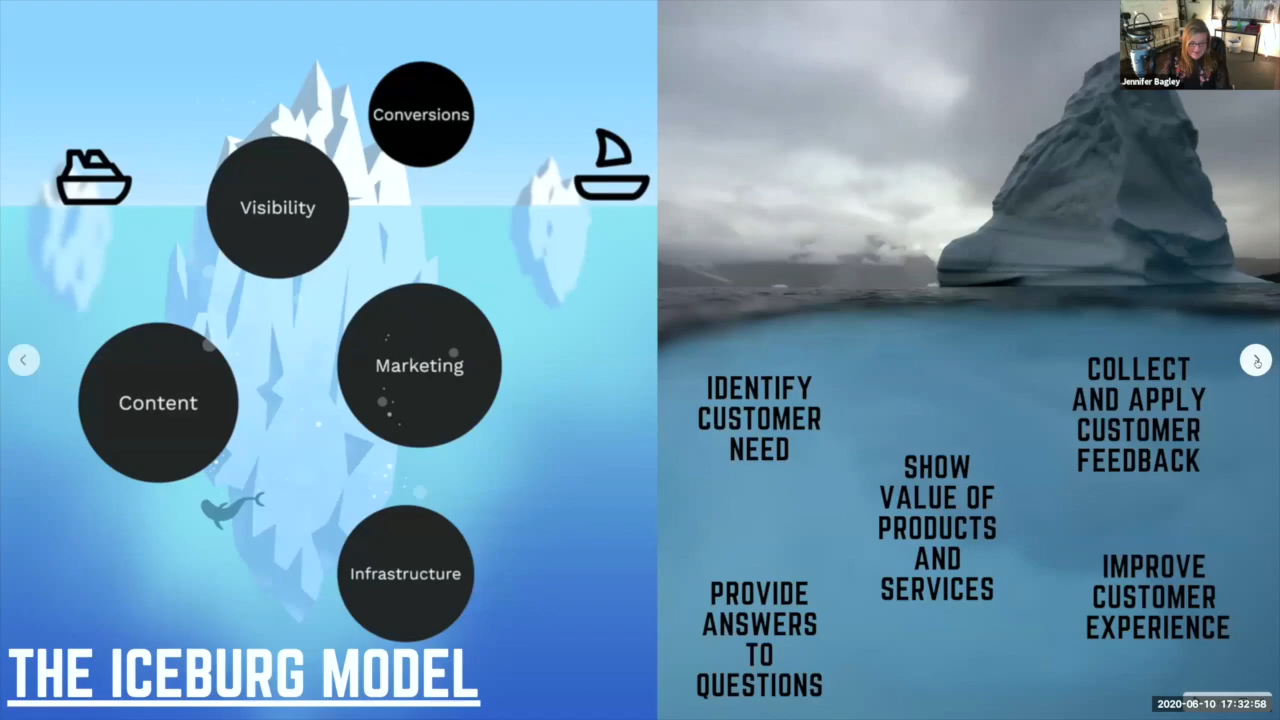 Conversions
Visibility
Marketing
Content
Infrastructure
THE ICEBURG MODEL
Jennifer Bagley
IDENTIFY
CUSTOMER
NEED
COLLECT
AND APPLY
CUSTOMER
FEEDBACK
SHOW
VALUE OF
PRODUCTS
AND
SERVICES
PROVIDE
ANSWERS
TO
QUESTIONS
IMPROVE
CUSTOMER
EXPERIENCE
2020-06-10 17:32:58